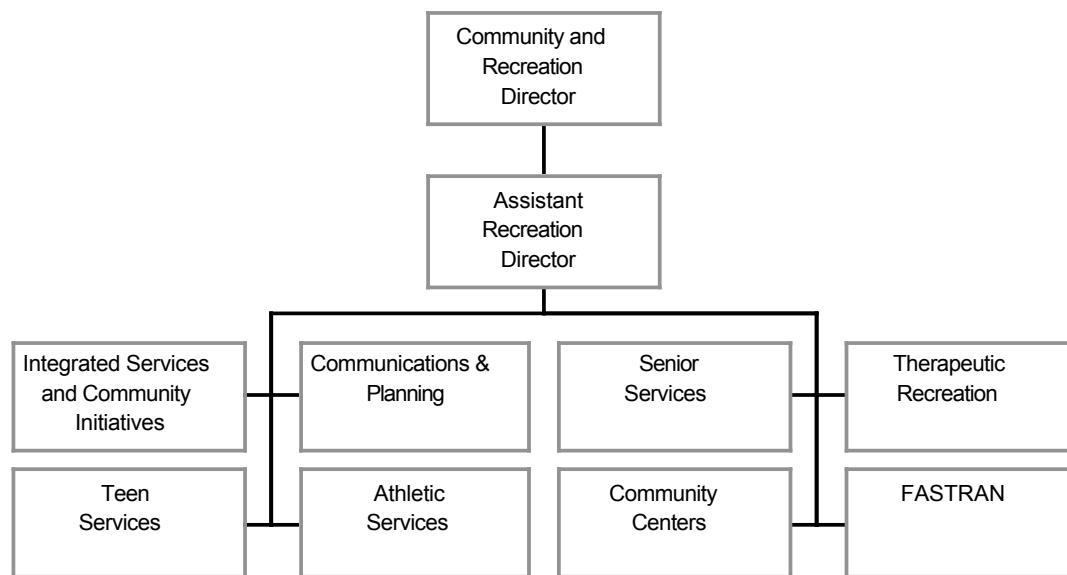 Community and
Recreation
Director
Assistant
Recreation
Director
Integrated Services
and Community
Initiatives
Communications &
Planning
Senior
Services
Therapeutic
Recreation
Teen
Services
Athletic
Services
Community
Centers
FASTRAN